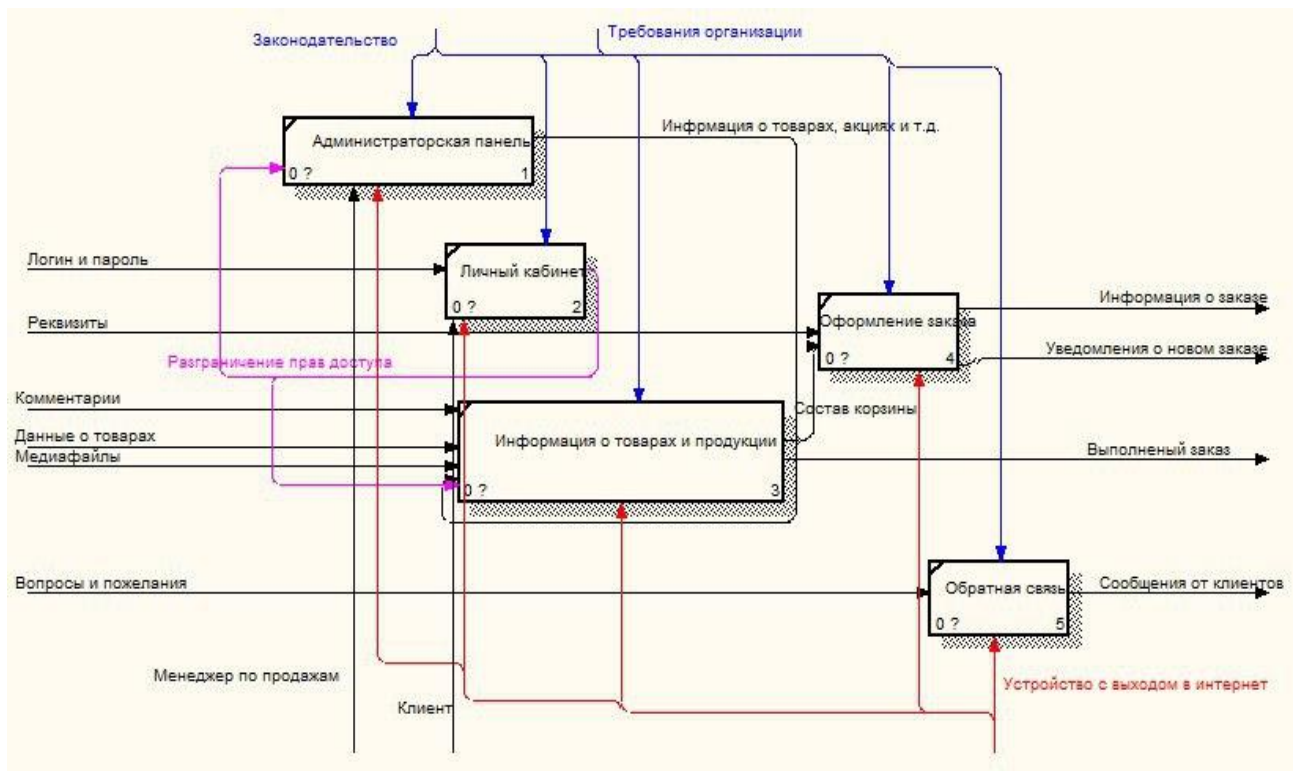 Законодательство
Требования организации
Инфрмация о товарах, акциях и т.д.
Администраторская панель
0 ?
1
Логин и пароль
Личный кабинет
0 ?
2
Реквизиты
Информация о заказе
Оформление заказа
Уведомления о новом заказе
0 ?
4
Разграничение прав доступа
Комментарии
Состав корзины
Данные о товарах
Информация о товарах и продукции
Медиафайлы
Выполненый заказ
0 ?
3
Вопросы и пожелания
Обратная связь
Сообщения от клиентов
0 ?
5
Менеджер по продажам
Устройство с выходом в интернет
Клиент